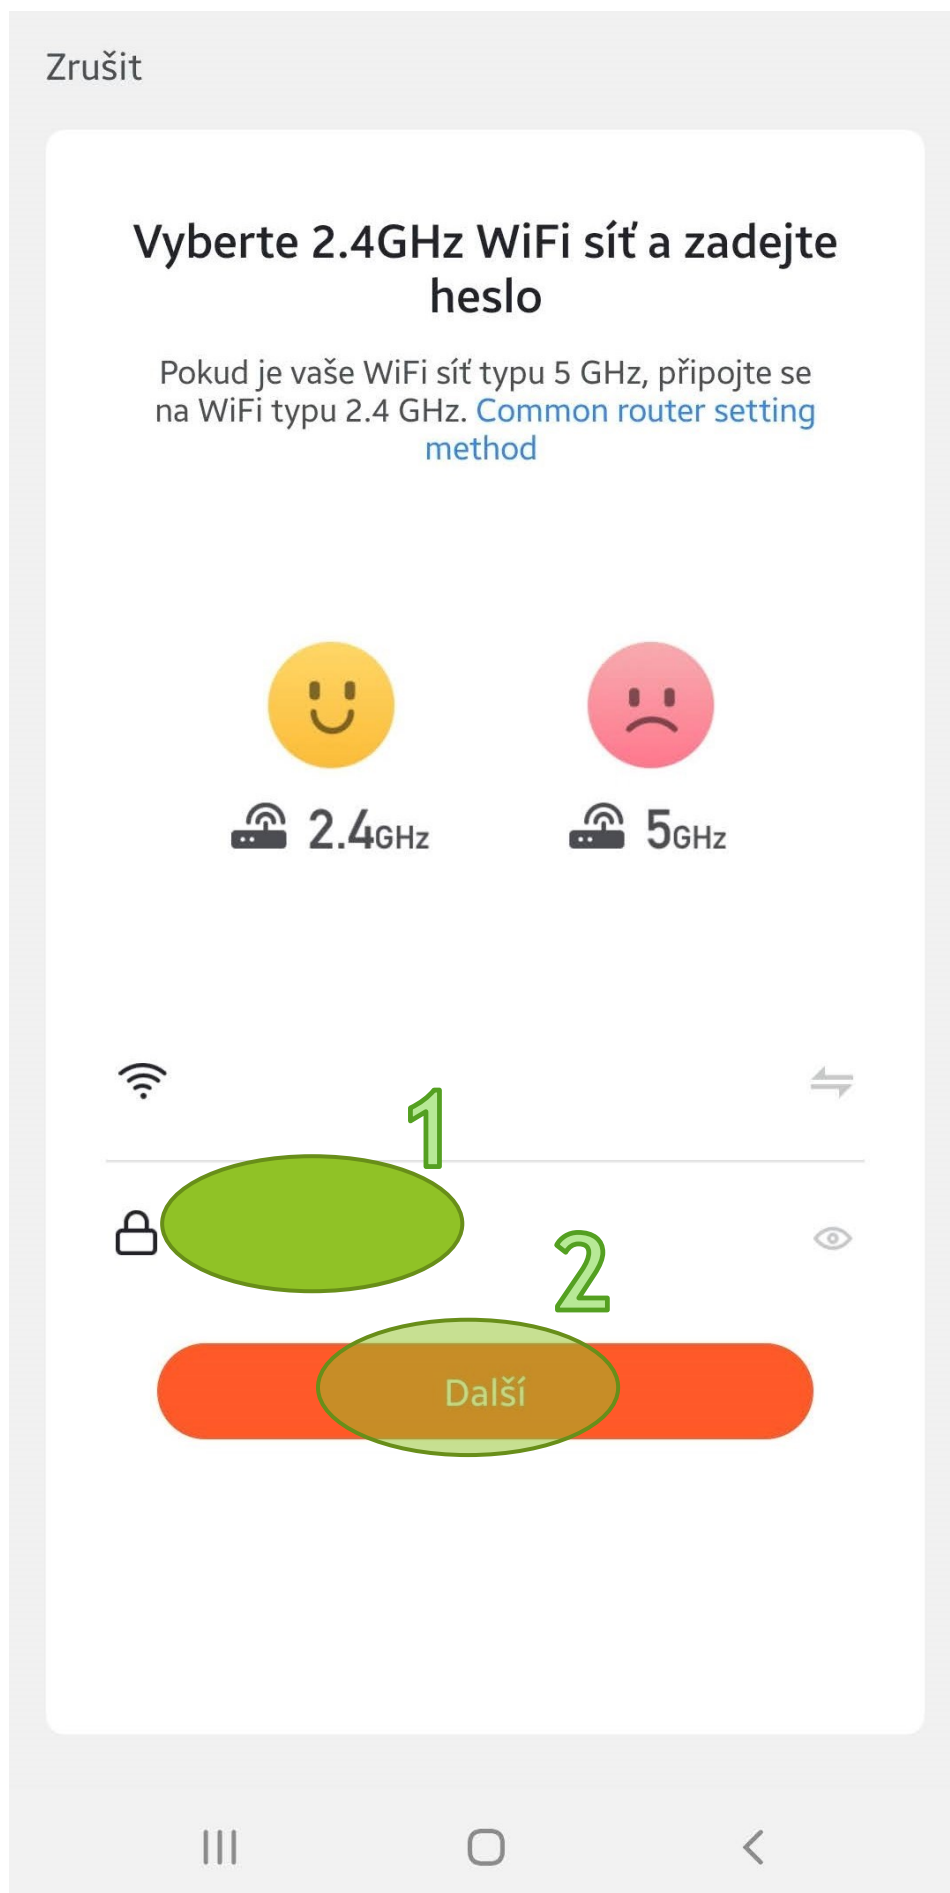 Zrušit
Vyberte 2.4GHz WiFi síť a zadejte
heslo
Pokud je vaše WiFi síť typu 5 GHz, připojte se
na WiFi typu 2.4 GHz. Common router setting
method
2.4GHz 5GHz
1
2
Další